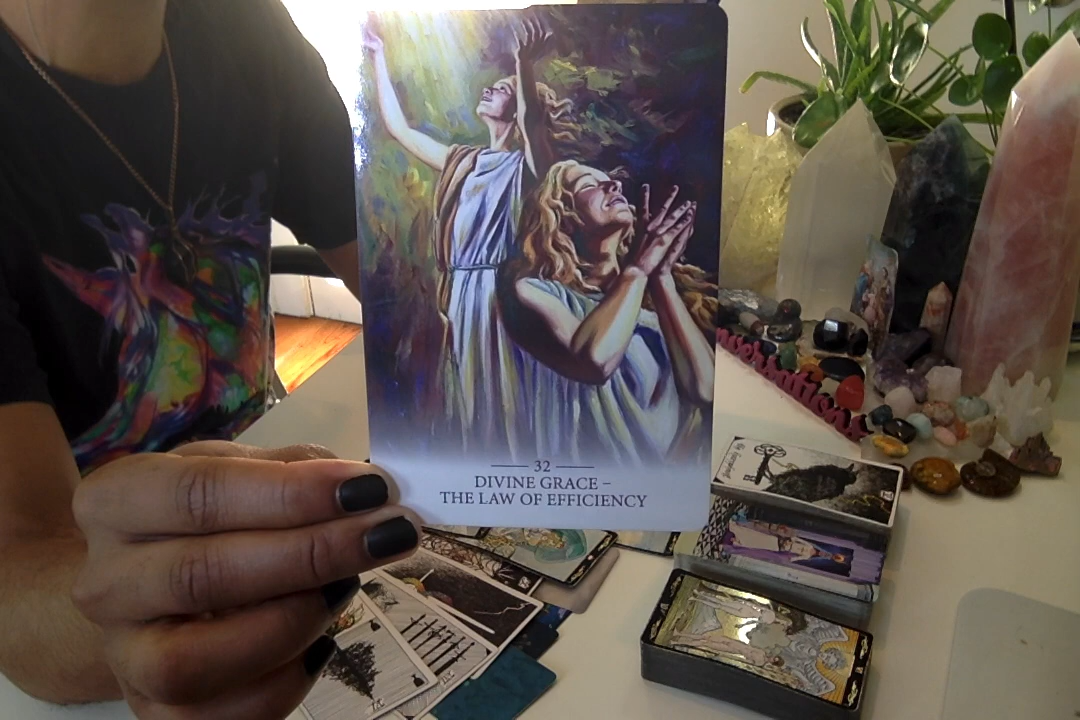 32
DIVINE GRACE –
THE LAW OF EFFICIENCY